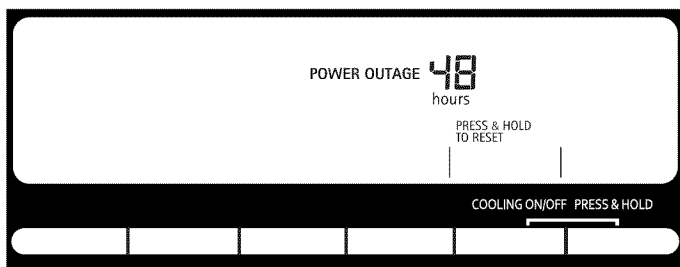 POWER OUTAGE 48
hours
PRESS & HOLD
TO RESET
COOLING ON/OFF PRESS & HOLD